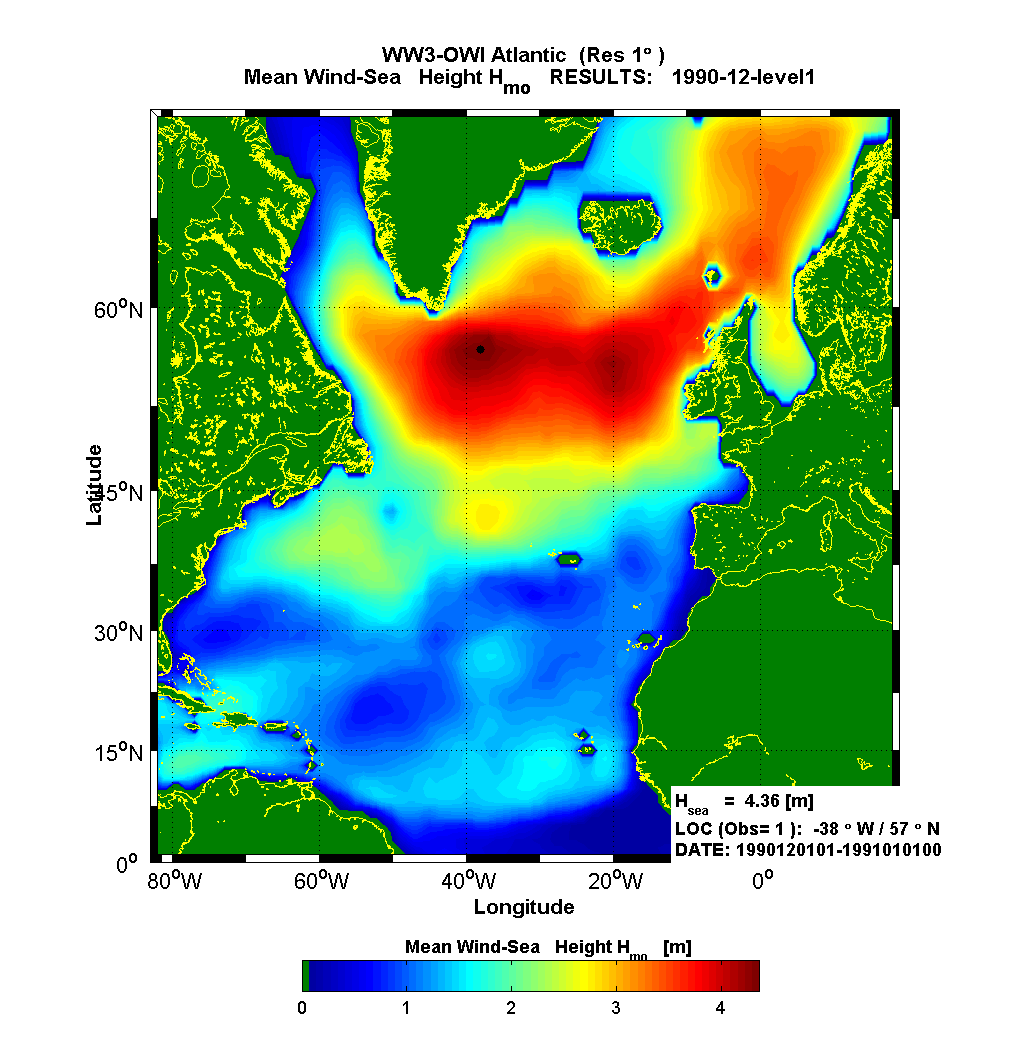 WW3-OWI Atlantic (Res 1° )
Mean Wind-Sea Height Hmo RESULTS: 1990-12-level1
60°N
45°N
30°N
15°N
0°
Latitude
Hsea = 4.36 [m]
LOC (Obs= 1 ): -38 ° W / 57 ° N
DATE: 1990120101-1991010100
80°W 60°W 40°W 20°W 0°
Longitude
Mean Wind-Sea Height Hmo [m]
0 1 2 3 4